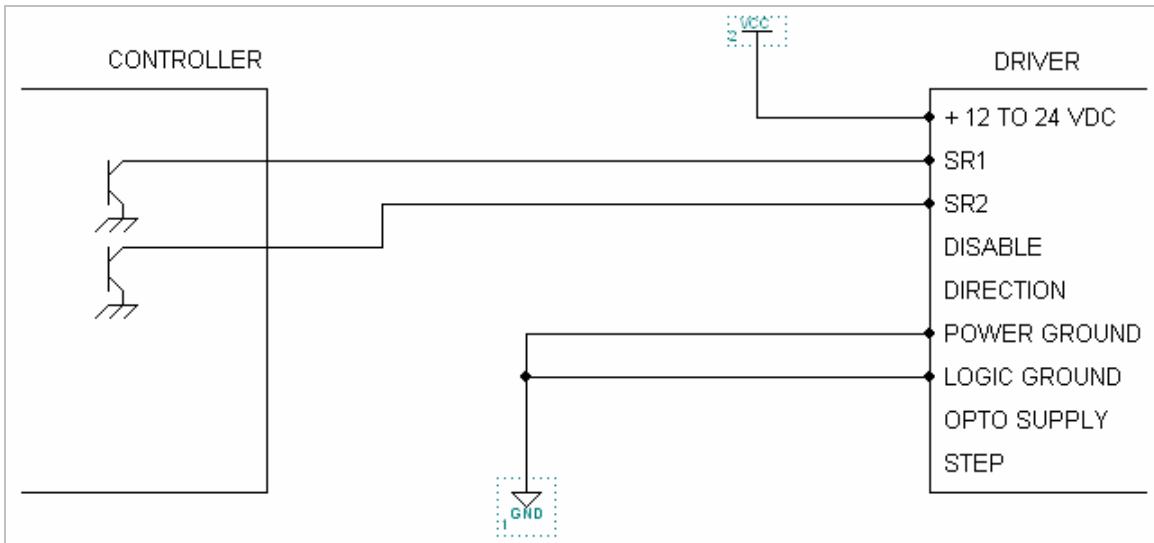 CONTROLLER
2 VCC
DRIVER
+ 12 TO 24 VDC
SR1
SR2
DISABLE
DIRECTION
POWER GROUND
LOGIC GROUND
OPTO SUPPLY
STEP
GND
1